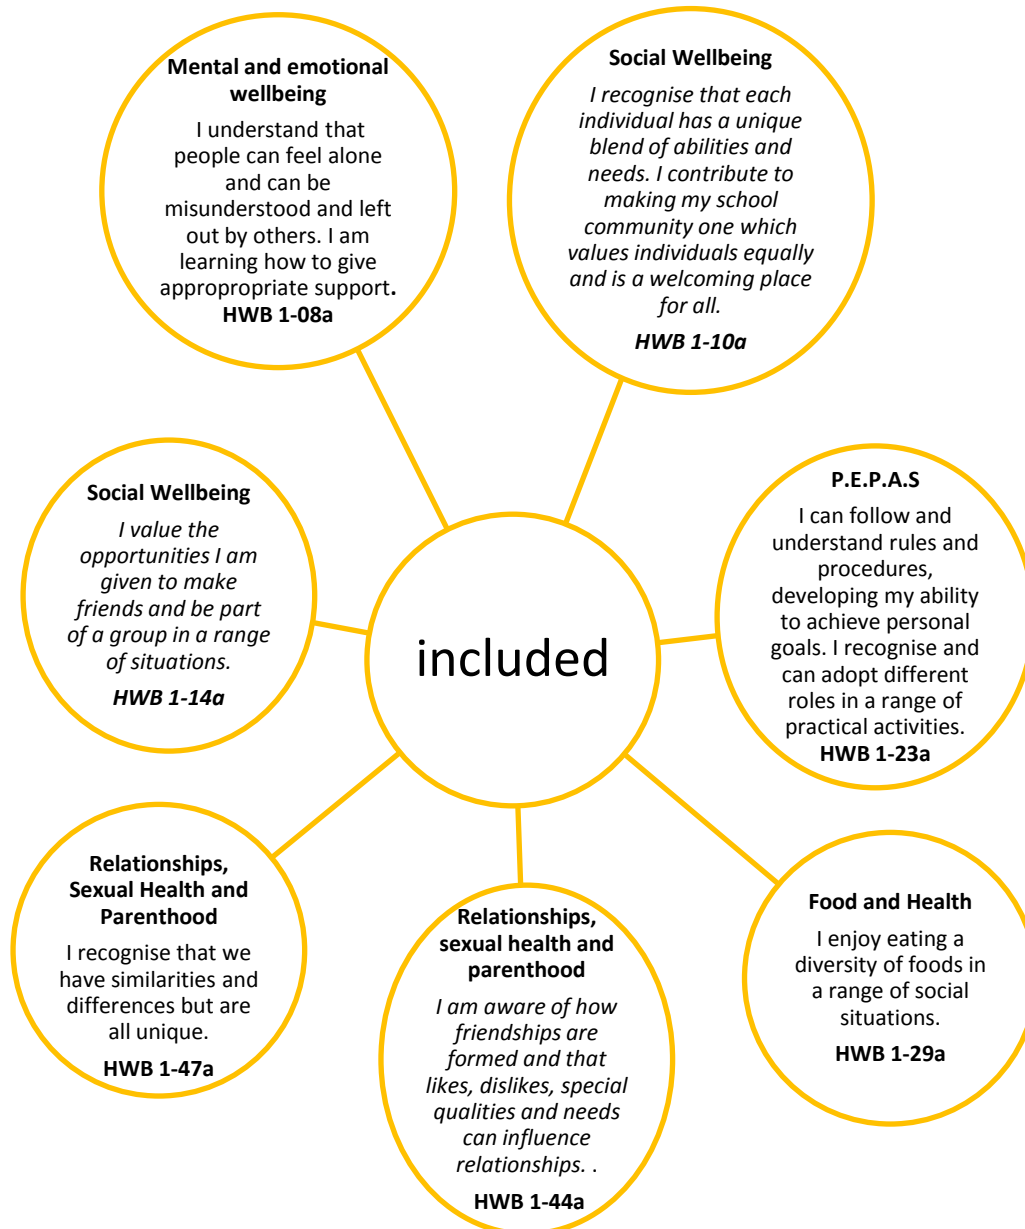 Mental and emotional
wellbeing
I understand that
people can feel alone
and can be
misunderstood and left
out by others. I am
learning how to give
appropropriate support.
HWB 1-08a
Social Wellbeing
I recognise that each
individual has a unique
blend of abilities and
needs. I contribute to
making my school
community one which
values individuals equally
and is a welcoming place
for all.
HWB 1-10a
Social Wellbeing
I value the
opportunities I am
given to make
friends and be part
of a group in a range
of situations.
HWB 1-14a
included
P.E.P.A.S
I can follow and
understand rules and
procedures,
developing my ability
to achieve personal
goals. I recognise and
can adopt different
roles in a range of
practical activities.
HWB 1-23a
Relationships,
Sexual Health and
Parenthood
I recognise that we
have similarities and
differences but are
all unique.
HWB 1-47a
Relationships,
sexual health and
parenthood
I am aware of how
friendships are
formed and that
likes, dislikes, special
qualities and needs
can influence
relationships. .
HWB 1-44a
Food and Health
I enjoy eating a
diversity of foods in
a range of social
situations.
HWB 1-29a